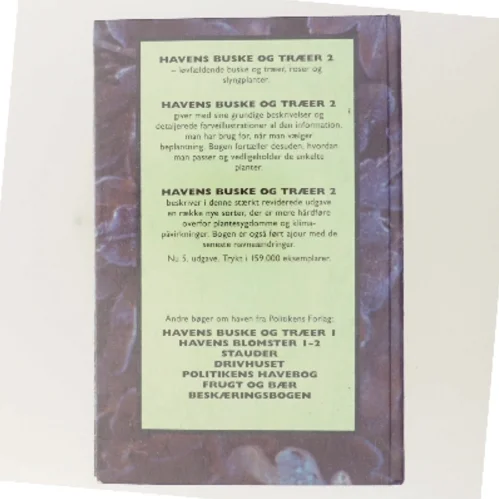 HAVENS BUSKE OG TRÆER 2
– løvfældende buske og træer, roser og
slyngplanter.
HAVENS BUSKE OG TRÆER 2
giver med sine grundige beskrivelser og
detaljerede farveillustrationer al den information,
man har brug for, når man vælger
beplantning. Bogen fortæller desuden, hvordan
man passer og vedligeholder de enkelte
planter.
HAVENS BUSKE OG TRÆER 2
beskriver i denne stærkt reviderede udgave
en række nye sorter, der er mere hårdføre
overfor plantesygdomme og klima-
påvirkninger. Bogen er også ført ajour med de
seneste navneændringer.
Nu 5. udgave. Trykt i 159.000 eksemplarer.
Andre bøger om haven fra Politikens Forlag:
HAVENS BUSKE OG TRÆER 1
HAVENS BLOMSTER 1-2
STAUDER
DRIVHUSET
POLITIKENS HAVEBOG
FRUGT OG BÆR
BESKÆRINGSBOGEN